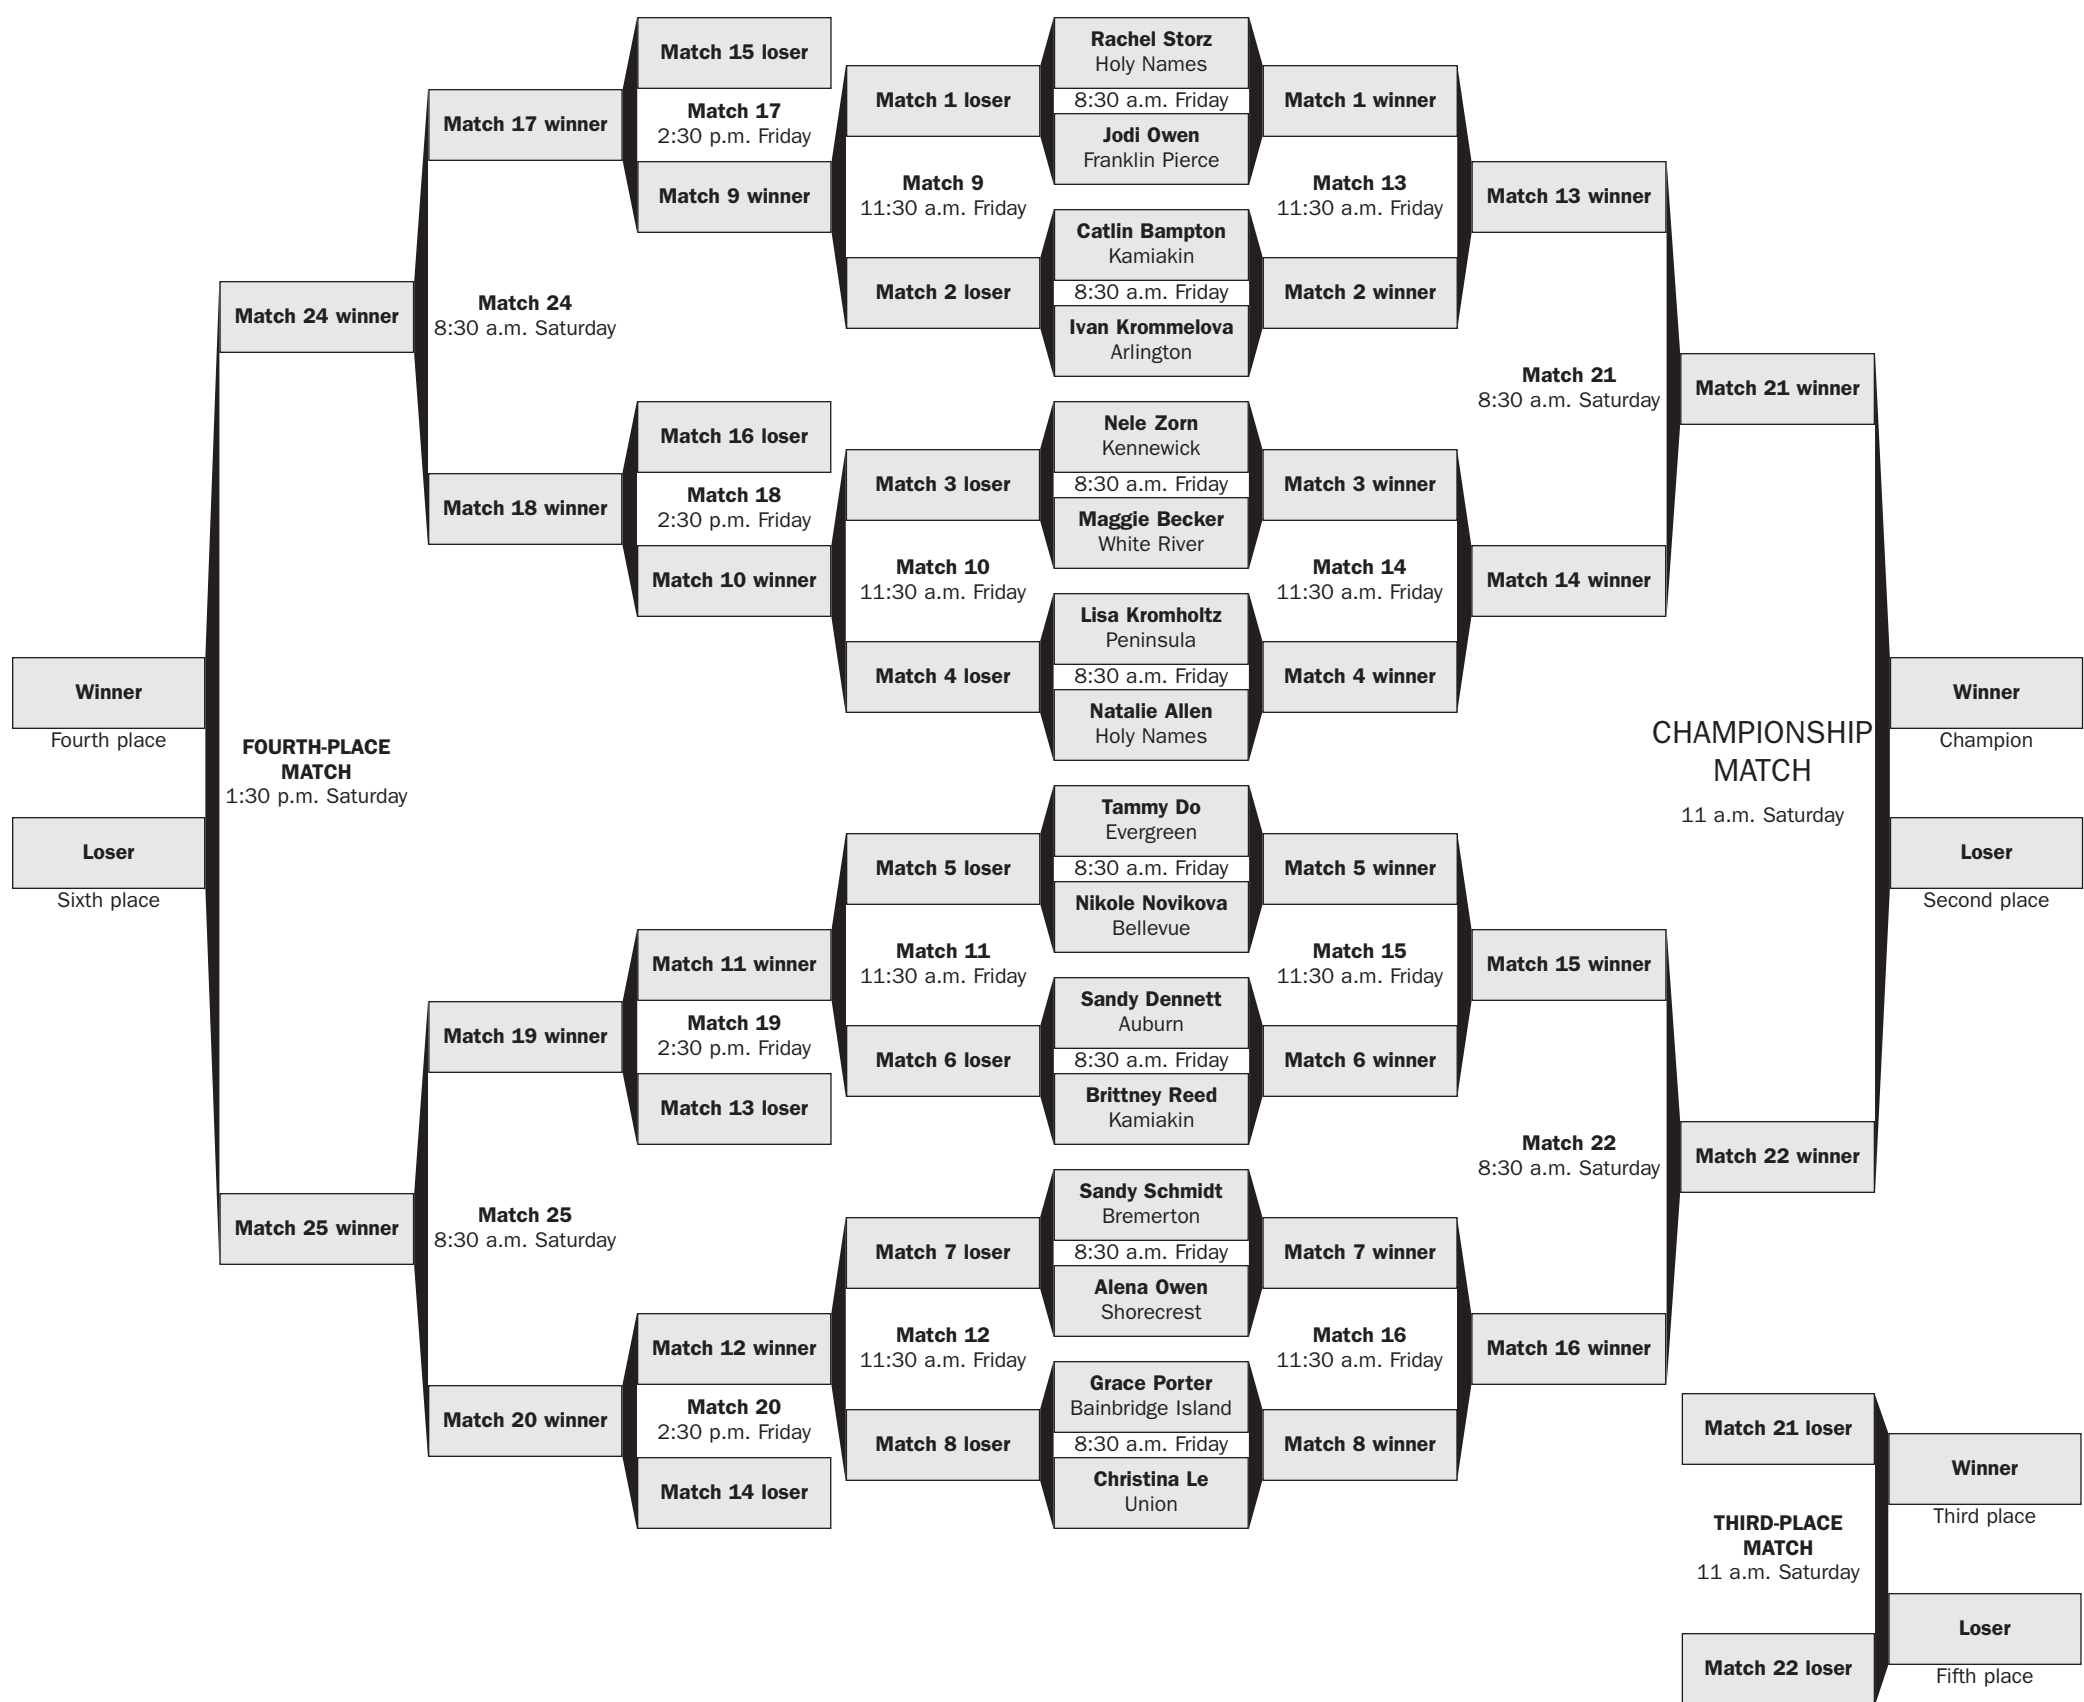 Match 15 loser
Match 17
2:30 p.m. Friday
Match 9 winner
Match 17 winner
Match 24
8:30 a.m. Saturday
Match 24 winner
Match 16 loser
Match 18
2:30 p.m. Friday
Match 10 winner
Match 18 winner
Winner
Fourth place
Loser
Sixth place
FOURTH-PLACE
MATCH
1:30 p.m. Saturday
Match 11 winner
Match 19
2:30 p.m. Friday
Match 13 loser
Match 19 winner
Match 25
8:30 a.m. Saturday
Match 25 winner
Match 12 winner
Match 20
2:30 p.m. Friday
Match 14 loser
Match 20 winner
Match 1 loser
Match 9
11:30 a.m. Friday
Match 2 loser
Match 3 loser
Match 10
11:30 a.m. Friday
Match 4 loser
Match 5 loser
Match 11
11:30 a.m. Friday
Match 6 loser
Match 7 loser
Match 12
11:30 a.m. Friday
Match 8 loser
Rachel Storz
Holy Names
8:30 a.m. Friday
Jodi Owen
Franklin Pierce
Catlin Bampton
Kamiakin
8:30 a.m. Friday
Ivan Krommelova
Arlington
Nele Zorn
Kennewick
8:30 a.m. Friday
Maggie Becker
White River
Lisa Kromholtz
Peninsula
8:30 a.m. Friday
Natalie Allen
Holy Names
Tammy Do
Evergreen
8:30 a.m. Friday
Nikole Novikova
Bellevue
Sandy Dennett
Auburn
8:30 a.m. Friday
Brittney Reed
Kamiakin
Sandy Schmidt
Bremerton
8:30 a.m. Friday
Alena Owen
Shorecrest
Grace Porter
Bainbridge Island
8:30 a.m. Friday
Christina Le
Union
Match 1 winner
Match 13
11:30 a.m. Friday
Match 2 winner
Match 3 winner
Match 14
11:30 a.m. Friday
Match 4 winner
Match 5 winner
Match 15
11:30 a.m. Friday
Match 6 winner
Match 7 winner
Match 16
11:30 a.m. Friday
Match 8 winner
Match 13 winner
Match 21
8:30 a.m. Saturday
Match 14 winner
Match 15 winner
Match 22
8:30 a.m. Saturday
Match 16 winner
Match 21 winner
CHAMPIONSHIP
MATCH
11 a.m. Saturday
Match 22 winner
Winner
Champion
Loser
Second place
Match 21 loser
THIRD-PLACE
MATCH
11 a.m. Saturday
Match 22 loser
Winner
Third place
Loser
Fifth place